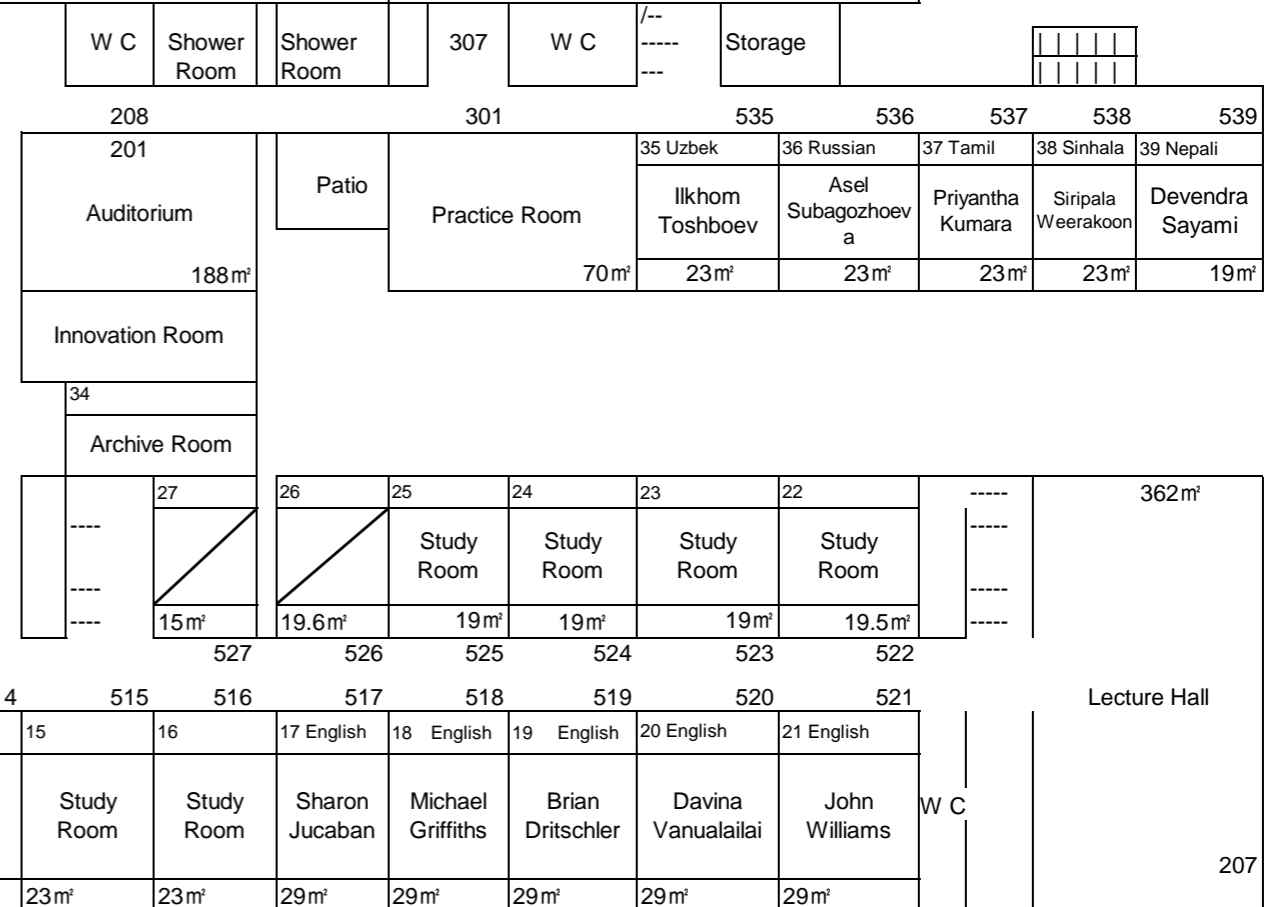 W C Shower Shower 307 W C /-- Storage
Room Room -----
---
| | | | |
| | | | |
208 301 535 536 537 538 539
201 35 Uzbek 36 Russian 37 Tamil 38 Sinhala 39 Nepali
Patio
Auditorium
Practice Room
Ilkhom
Toshboev
Asel
Subagozhoev
a
Priyantha
Kumara
Siripala
Weerakoon
Devendra
Sayami
188㎡ 70㎡ 23㎡ 23㎡ 23㎡ 23㎡ 19㎡
Innovation Room
34
Archive Room
27 26 25 24 23 22 ----- 362㎡
---- -----
Study Study Study Study
Room Room Room Room
---- -----
---- 15㎡ 19.6㎡ 19㎡ 19㎡ 19㎡ 19.5㎡ -----
527 526 525 524 523 522
4 515 516 517 518 519 520 521 Lecture Hall
15 16 17 English 18 English 19 English 20 English 21 English
Study Study Sharon Michael Brian Davina John W C
Room Room Jucaban Griffiths Dritschler Vanualailai Williams
207
23㎡ 23㎡ 29㎡ 29㎡ 29㎡ 29㎡ 29㎡